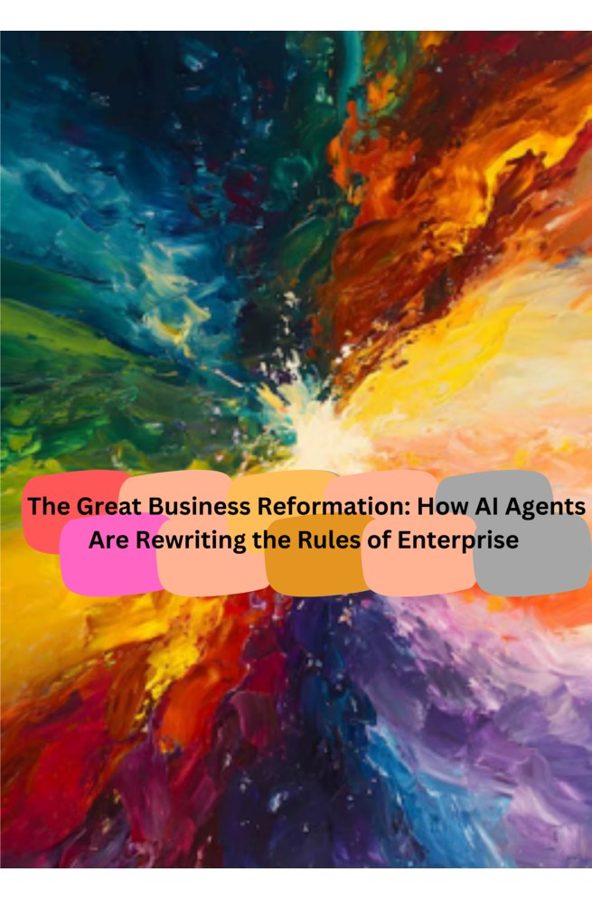 The Great Business Reformation: How AI Agents
Are Rewriting the Rules of Enterprise